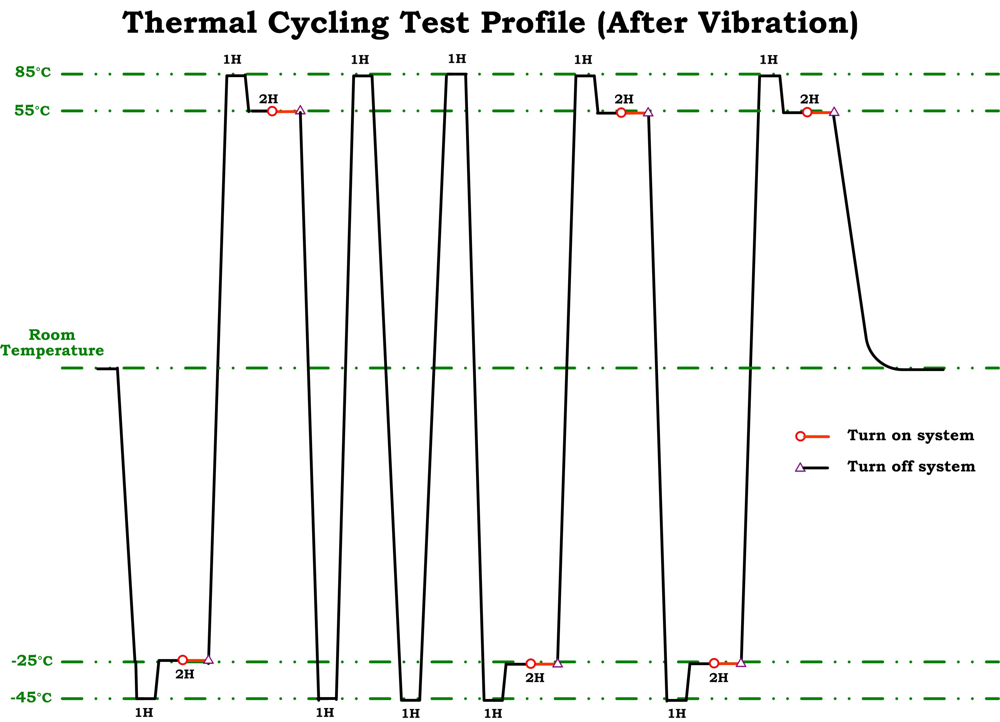 Thermal Cycling Test Profile (After Vibration)
1H 1H 1H 1H 1H
85°C
2H 2H 2H
55°C
Room
Temperature
Turn on system
Turn off system
-25°C
2H 2H 2H
-45°C
1H 1H 1H 1H 1H